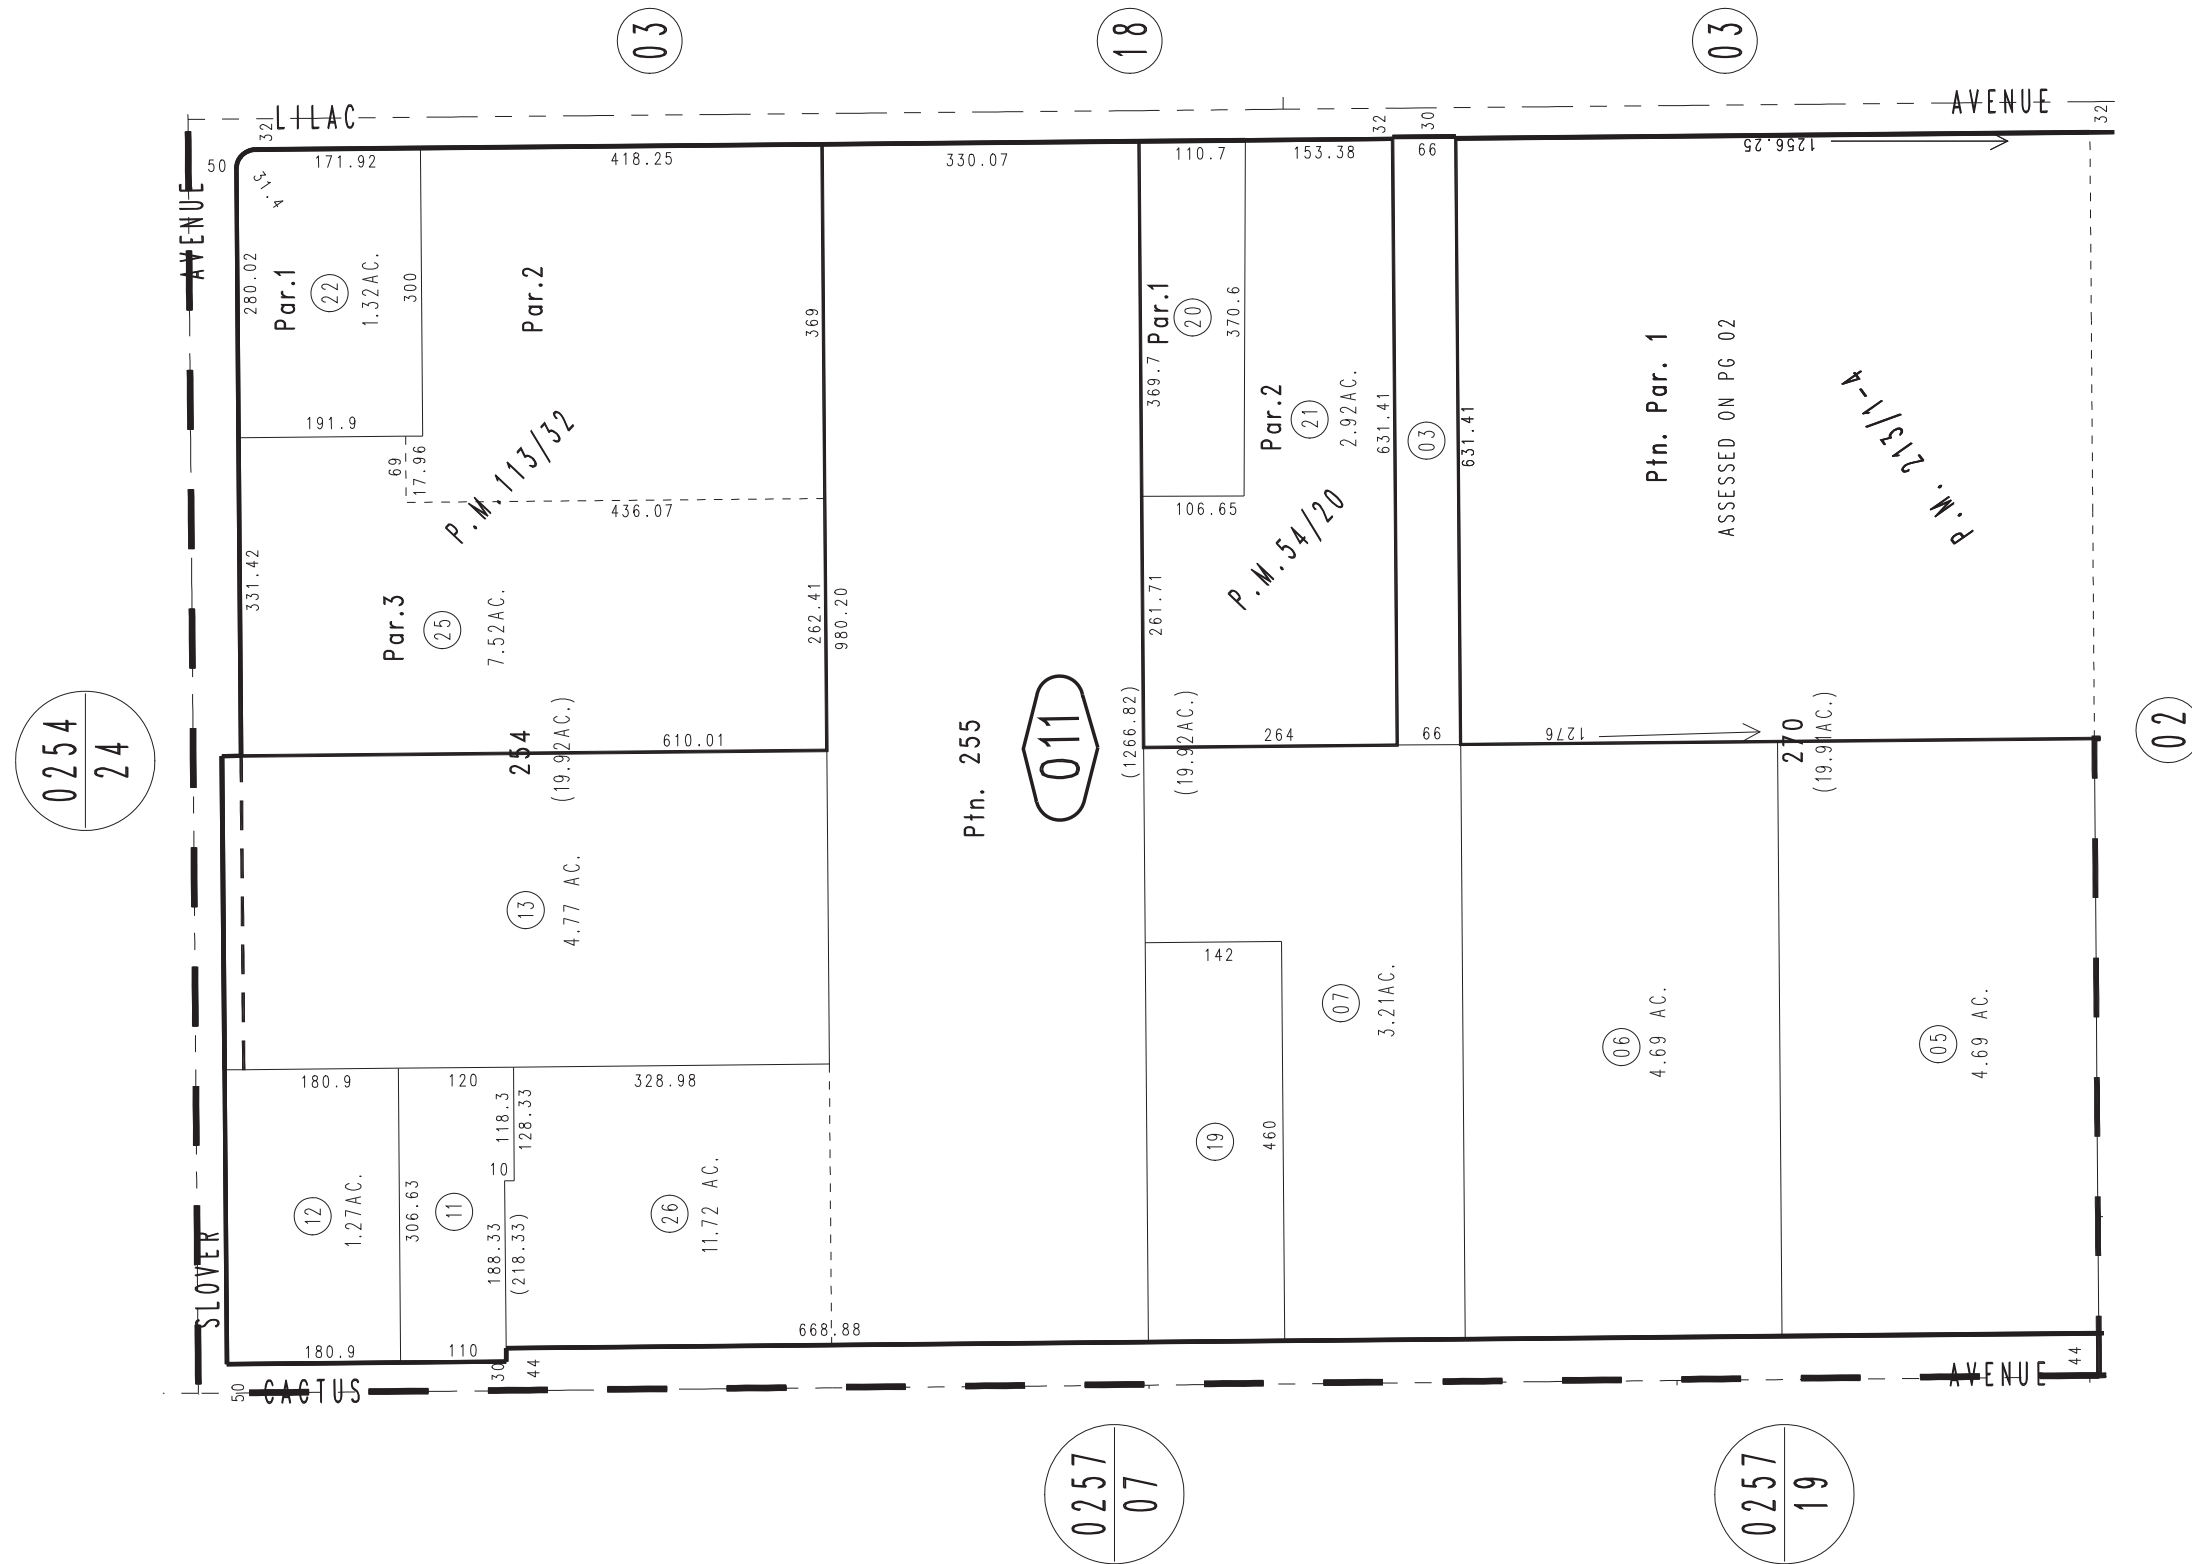 03
18
03
LILAC
AVENUE
32
32
30
32
50
171.92
418.25
330.07
110.7
153.38
66
1256.25
31.4
AVENUE
280.02
Par.1
22
1.32AC.
300
Par.2
369
369.7
Par.1
20
370.6
Par.2
21
2.92AC.
631.41
03
631.41
Ptn. Par. 1
ASSESSED ON PG 02
P.M. 213/1-4
191.9
69
17.96
P.M.113/32
436.07
106.65
P.M.54/20
331.42
Par.3
25
7.52AC.
262.41
980.20
261.71
0254
24
610.01
254
(19.92AC.)
Ptn. 255
011
(1266.82)
(19.92AC.)
264
66
1276
270
(19.91AC.)
02
13
4.77 AC.
142
07
3.21AC.
06
4.69 AC.
05
4.69 AC.
180.9
120
328.98
118.3
128.33
10
19
460
12
1.27AC.
306.63
11
188.33
(218.33)
26
11.72 AC.
SLOVER
668.88
180.9
110
30
44
44
50
CACTUS
AVENUE
0257
07
0257
19